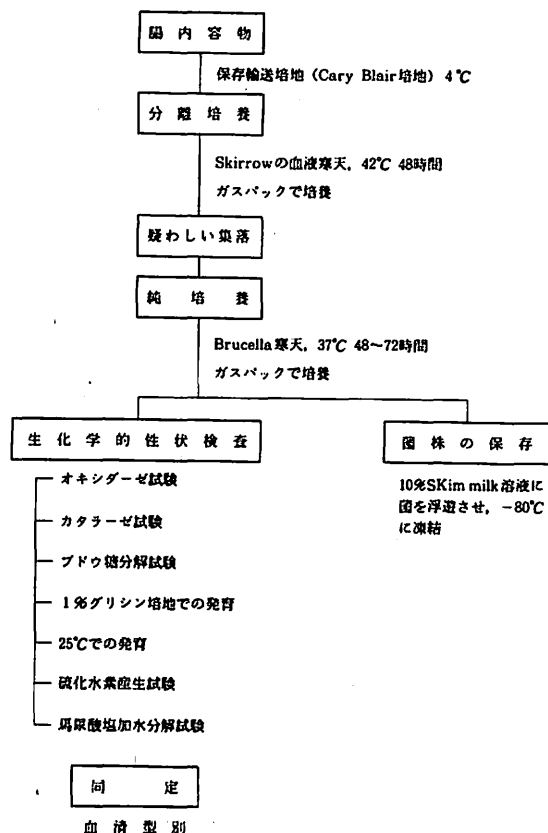 腸内容物
保存輸送培地（Cary Blair培地）4℃
分離培養
Skirrowの血液寒天，42℃ 48時間
ガスパックで培養
疑わしい集落
純培養
Brucella寒天，37℃ 48～72時間
ガスパックで培養
生化学的性状検査
菌株の保存
オキシダーゼ試験
カタラーゼ試験
ブドウ糖分解試験
1％グリシン培地での発育
25℃での発育
硫化水素産生試験
馬尿酸塩加水分解試験
10％SKim milk溶液に
菌を浮遊させ，－80℃
に凍結
同定
血清型別